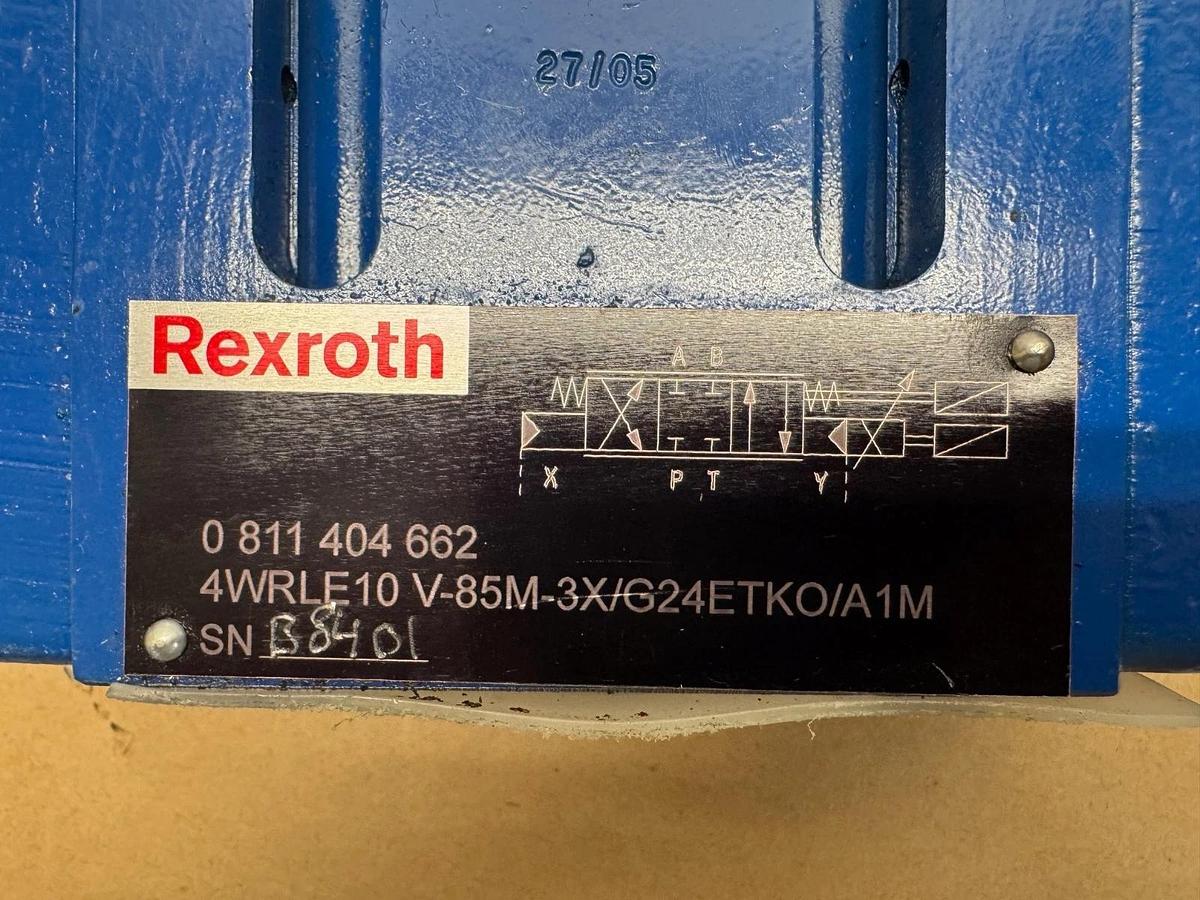 27/05
Rexroth
A B
X P T Y
0 811 404 662
4WRLE10 V-85M-3X/G24ETKO/A1M
SN B8401